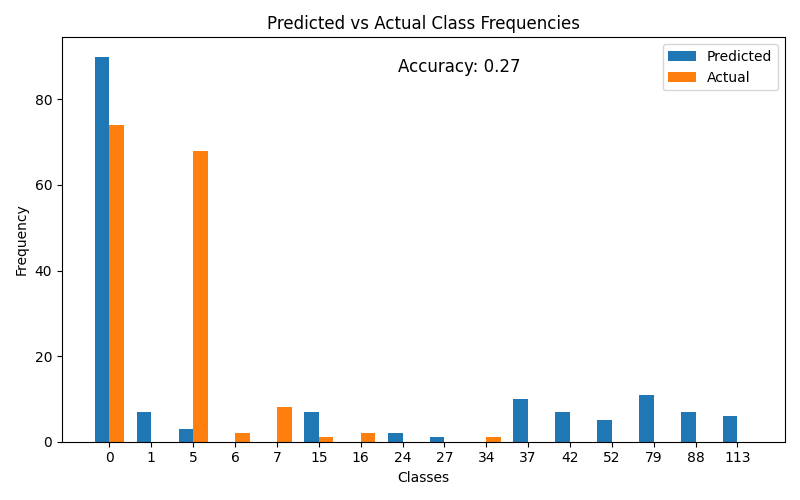 Predicted vs Actual Class Frequencies
Accuracy: 0.27
Predicted
Actual
80
60
40
20
0
Frequency
0 1 5 6 7 15 16 24 27 34 37 42 52 79 88 113
Classes